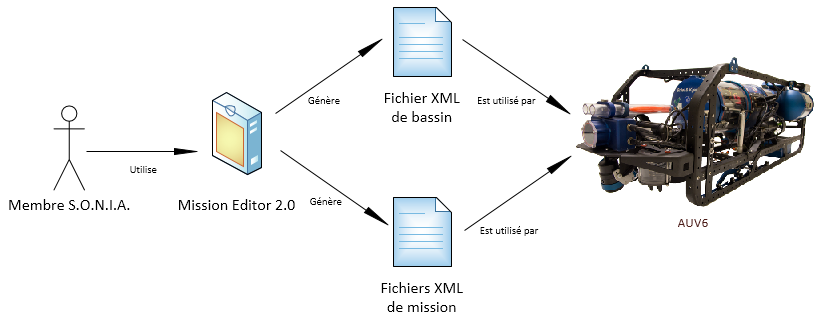 Fichier XML
de bassin
Génère
Est utilisé par
Utilise
Membre S.O.N.I.A.
Mission Editor 2.0
Génère
Est utilisé par
AUV6
Fichiers XML
de mission